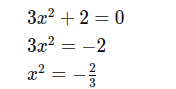 3x² + 2 = 0
3x² = −2
x² = −2/3